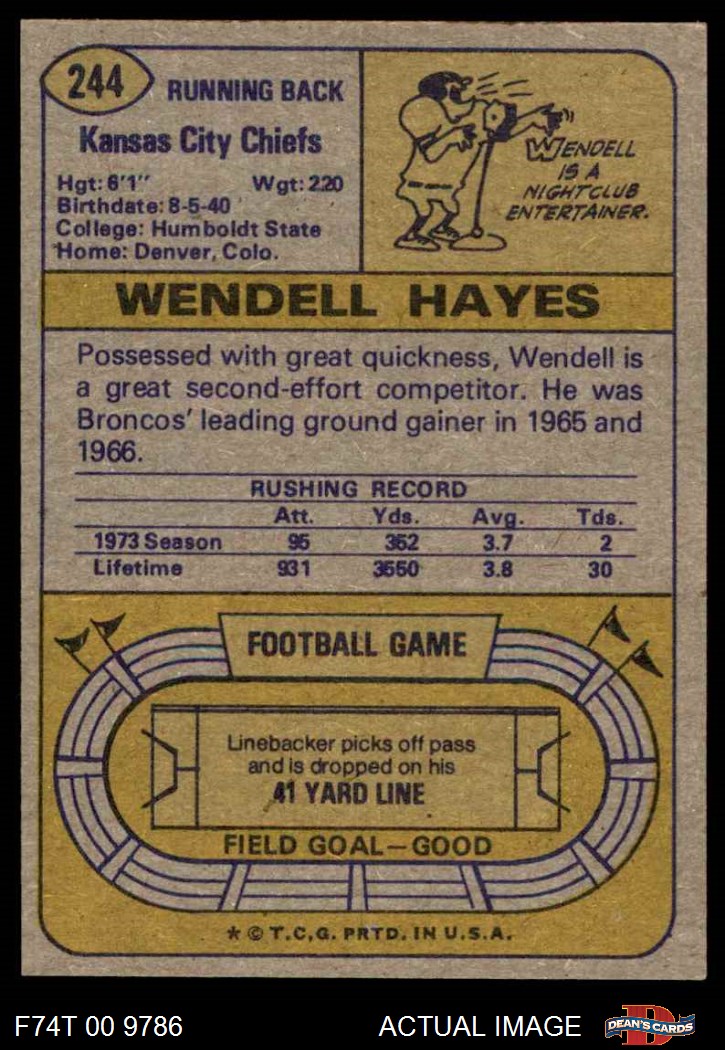 244
RUNNING BACK
Kansas City Chiefs
Hgt: 6'1" Wgt: 220
Birthdate: 8-5-40
College: Humboldt State
Home: Denver, Colo.
WENDELL
IS A
NIGHTCLUB
ENTERTAINER.
WENDELL HAYES
Possessed with great quickness, Wendell is
a great second-effort competitor. He was
Broncos' leading ground gainer in 1965 and
1966.
RUSHING RECORD
Att. Yds. Avg. Tds.
1973 Season 95 352 3.7 2
Lifetime 931 3550 3.8 30
FOOTBALL GAME
Linebacker picks off pass
and is dropped on his
41 YARD LINE
FIELD GOAL—GOOD
* © T.C.G. PRTD. IN U.S.A.
F74T 00 9786 ACTUAL IMAGE
DEAN'S CARDS